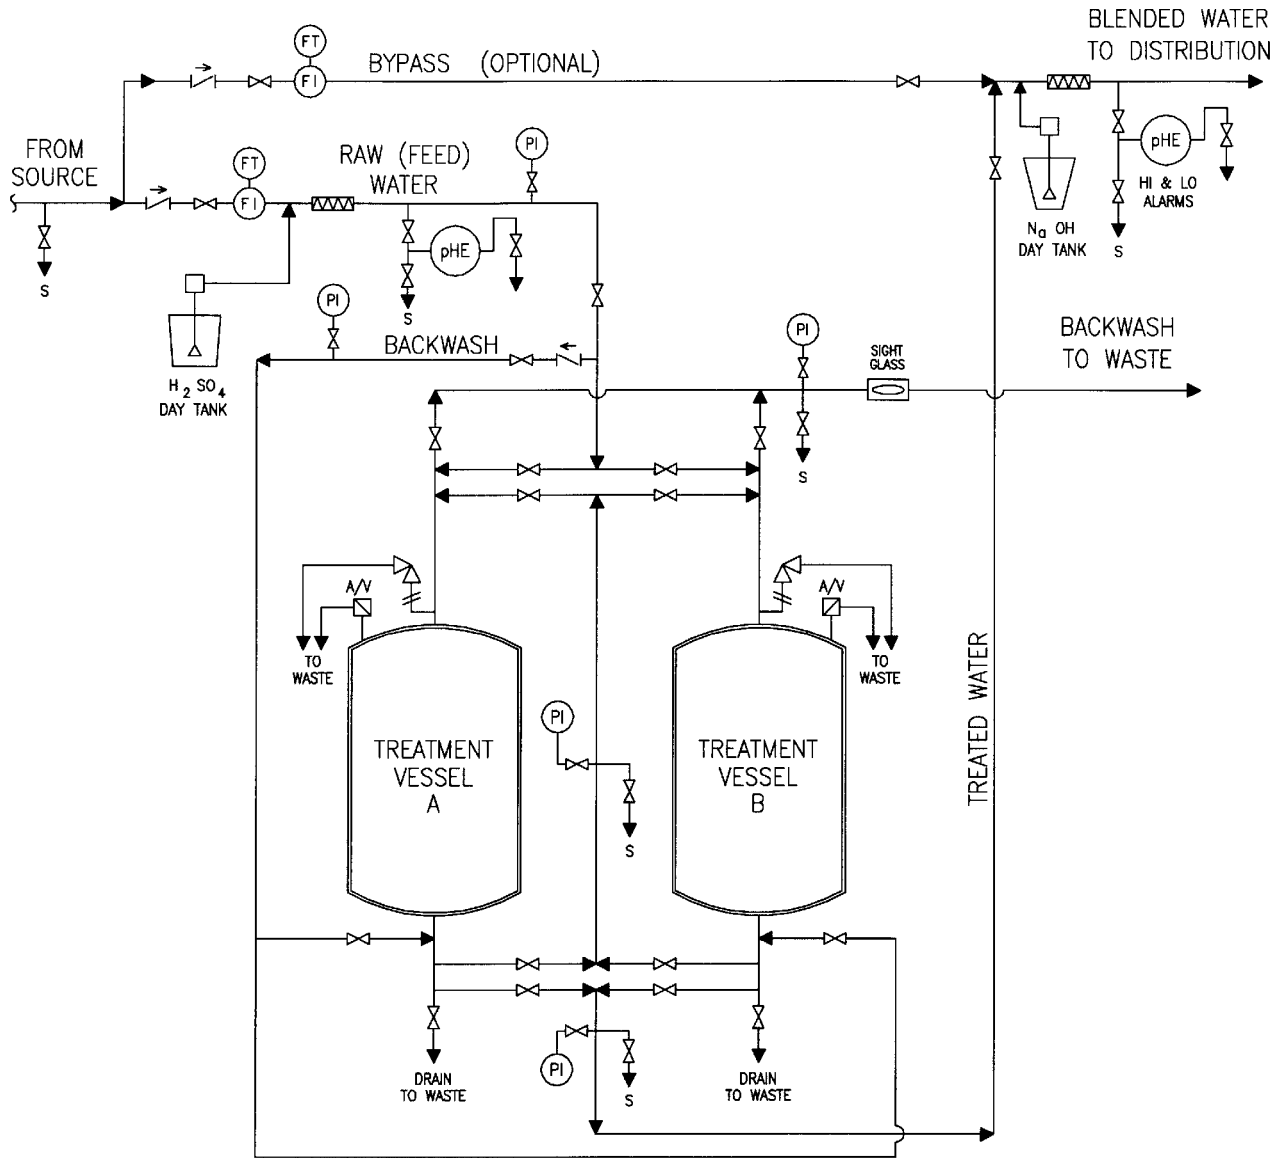 BLENDED WATER
TO DISTRIBUTION
FT
FI
BYPASS (OPTIONAL)
FROM
SOURCE
FT
FI
RAW (FEED)
WATER
PI
pHE
HI & LO
ALARMS
Na OH
DAY TANK
S
S
pHE
S
PI
H2SO4
DAY TANK
BACKWASH
PI
SIGHT
GLASS
BACKWASH
TO WASTE
S
A/V
TO
WASTE
A/V
TO
WASTE
TREATMENT
VESSEL
A
PI
S
TREATMENT
VESSEL
B
TREATED WATER
DRAIN
TO WASTE
PI
S
DRAIN
TO WASTE